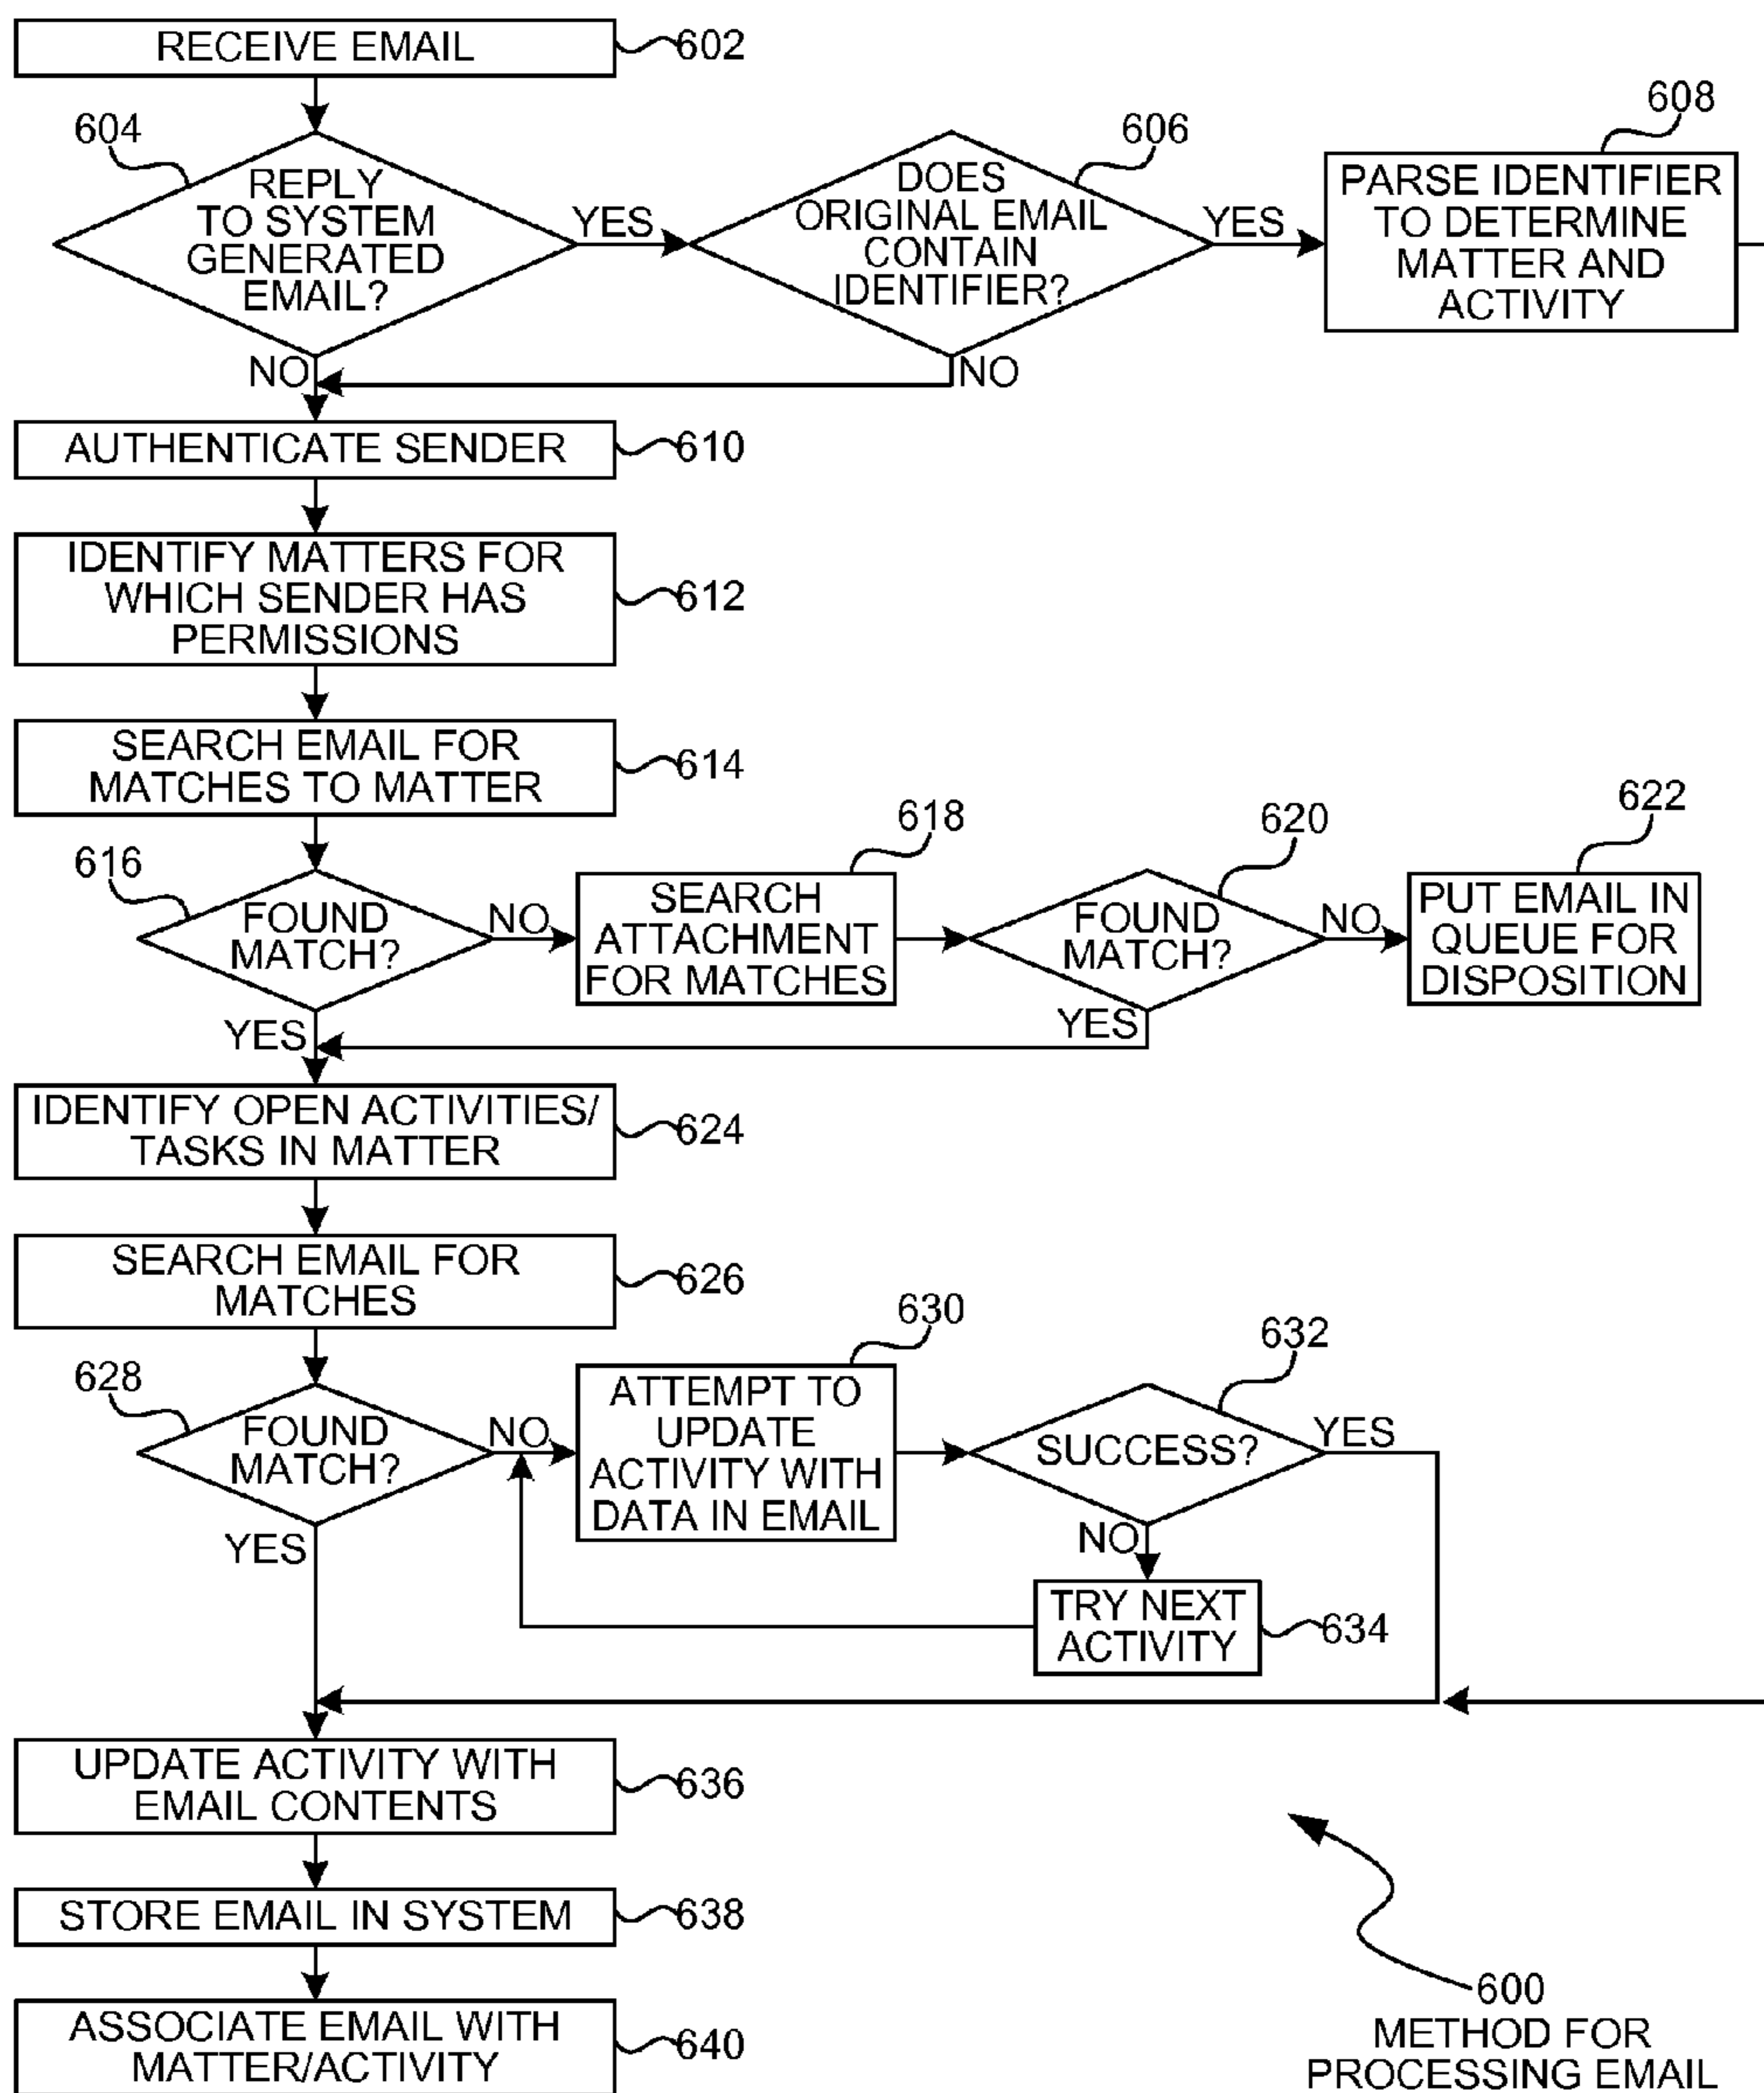 RECEIVE EMAIL
602
604
REPLY
TO SYSTEM
GENERATED
EMAIL?
YES
NO
606
DOES
ORIGINAL EMAIL
CONTAIN
IDENTIFIER?
YES
NO
608
PARSE IDENTIFIER
TO DETERMINE
MATTER AND
ACTIVITY
AUTHENTICATE SENDER
610
IDENTIFY MATTERS FOR
WHICH SENDER HAS
PERMISSIONS
612
SEARCH EMAIL FOR
MATCHES TO MATTER
614
616
FOUND
MATCH?
NO
YES
618
SEARCH
ATTACHMENT
FOR MATCHES
620
FOUND
MATCH?
NO
YES
622
PUT EMAIL IN
QUEUE FOR
DISPOSITION
IDENTIFY OPEN ACTIVITIES/
TASKS IN MATTER
624
SEARCH EMAIL FOR
MATCHES
626
628
FOUND
MATCH?
NO
YES
630
ATTEMPT TO
UPDATE
ACTIVITY WITH
DATA IN EMAIL
632
SUCCESS?
YES
NO
TRY NEXT
ACTIVITY
634
UPDATE ACTIVITY WITH
EMAIL CONTENTS
636
STORE EMAIL IN SYSTEM
638
ASSOCIATE EMAIL WITH
MATTER/ACTIVITY
640
600
METHOD FOR
PROCESSING EMAIL